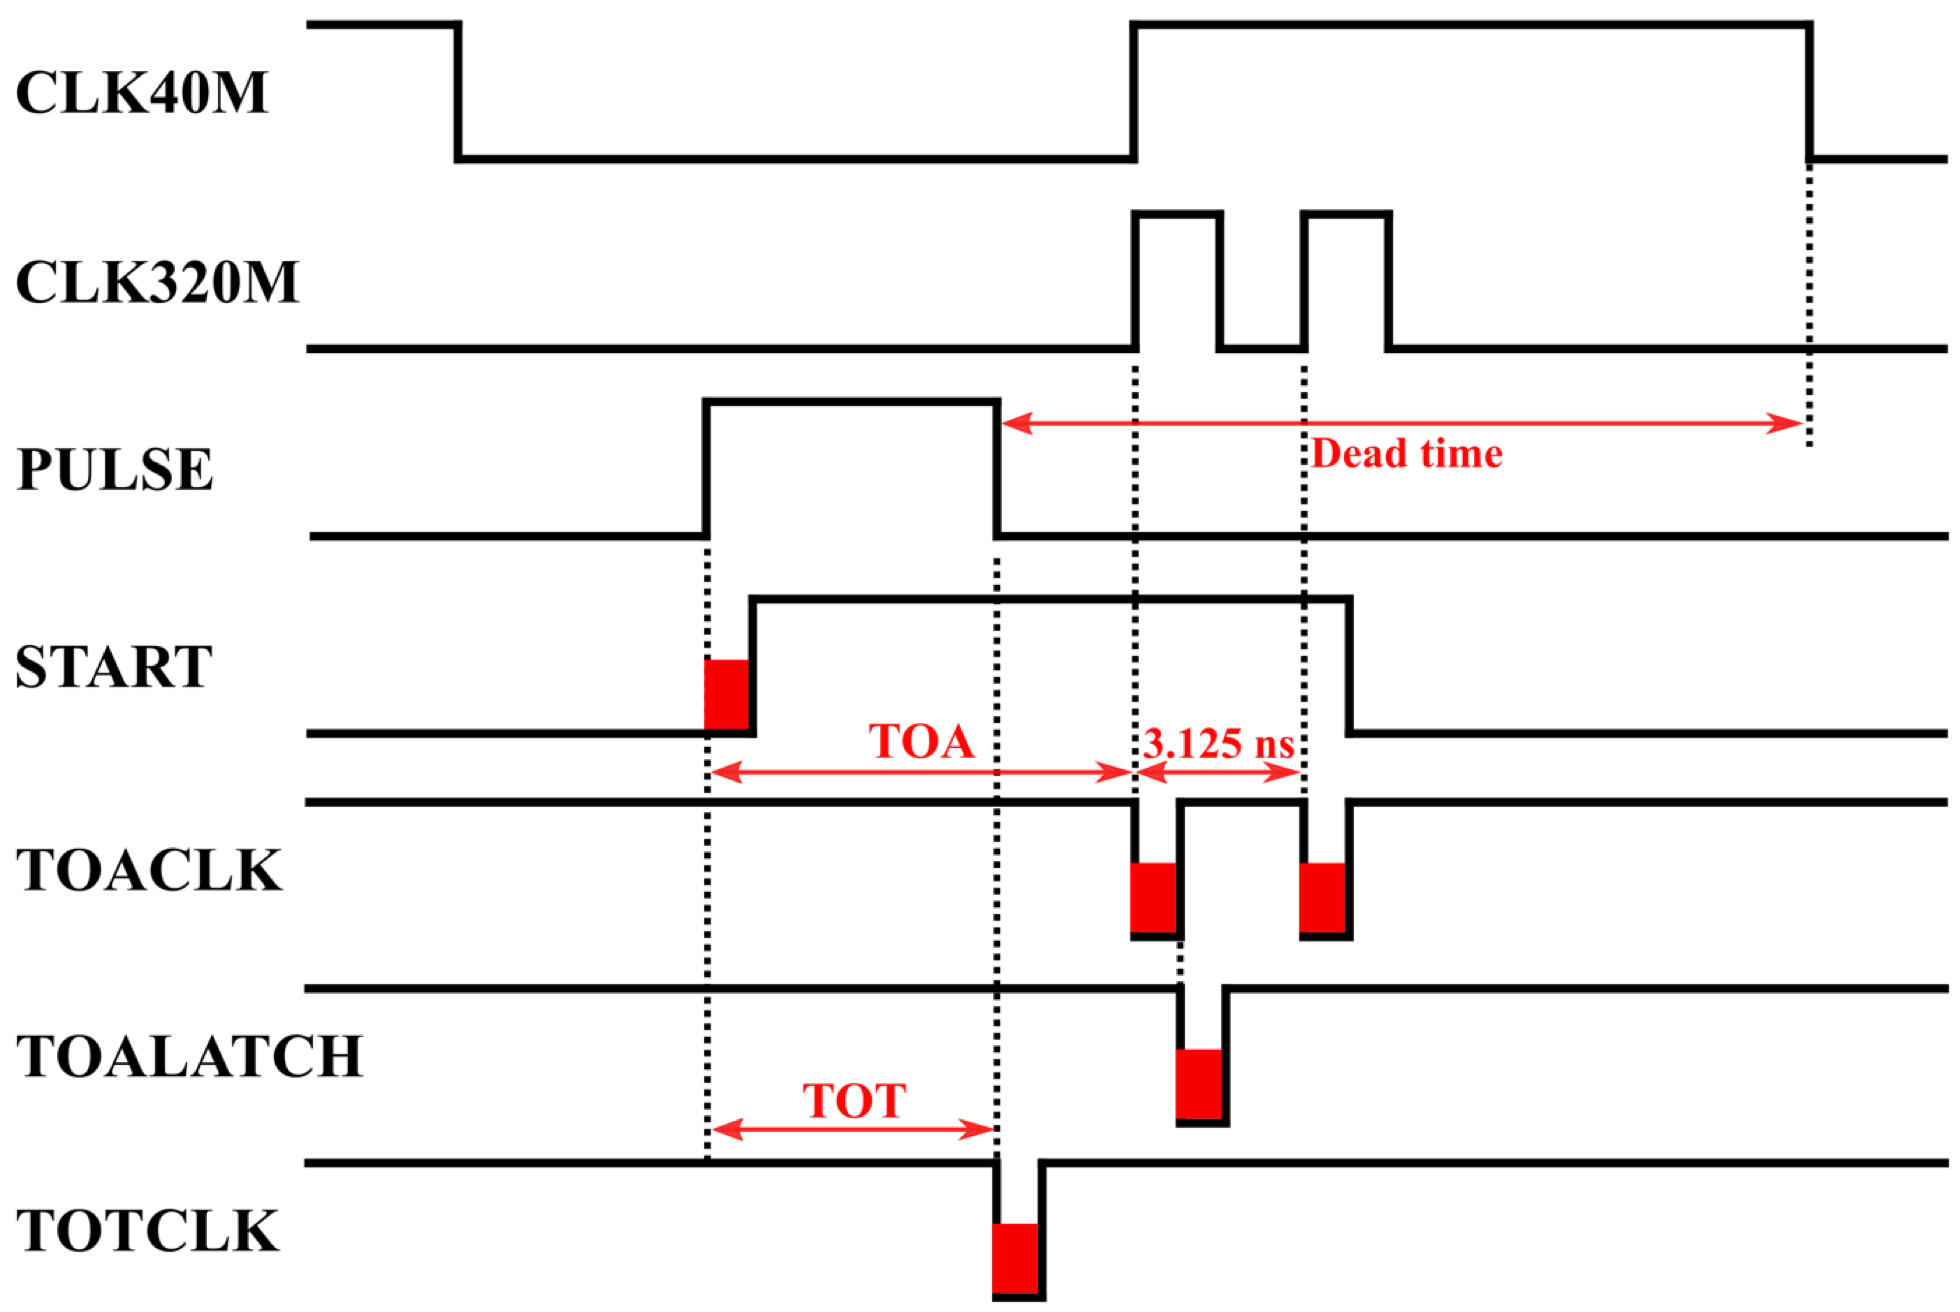 CLK40M
CLK320M
PULSE
Dead time
START
TOA
3.125 ns
TOACLK
TOALATCH
TOT
TOTCLK